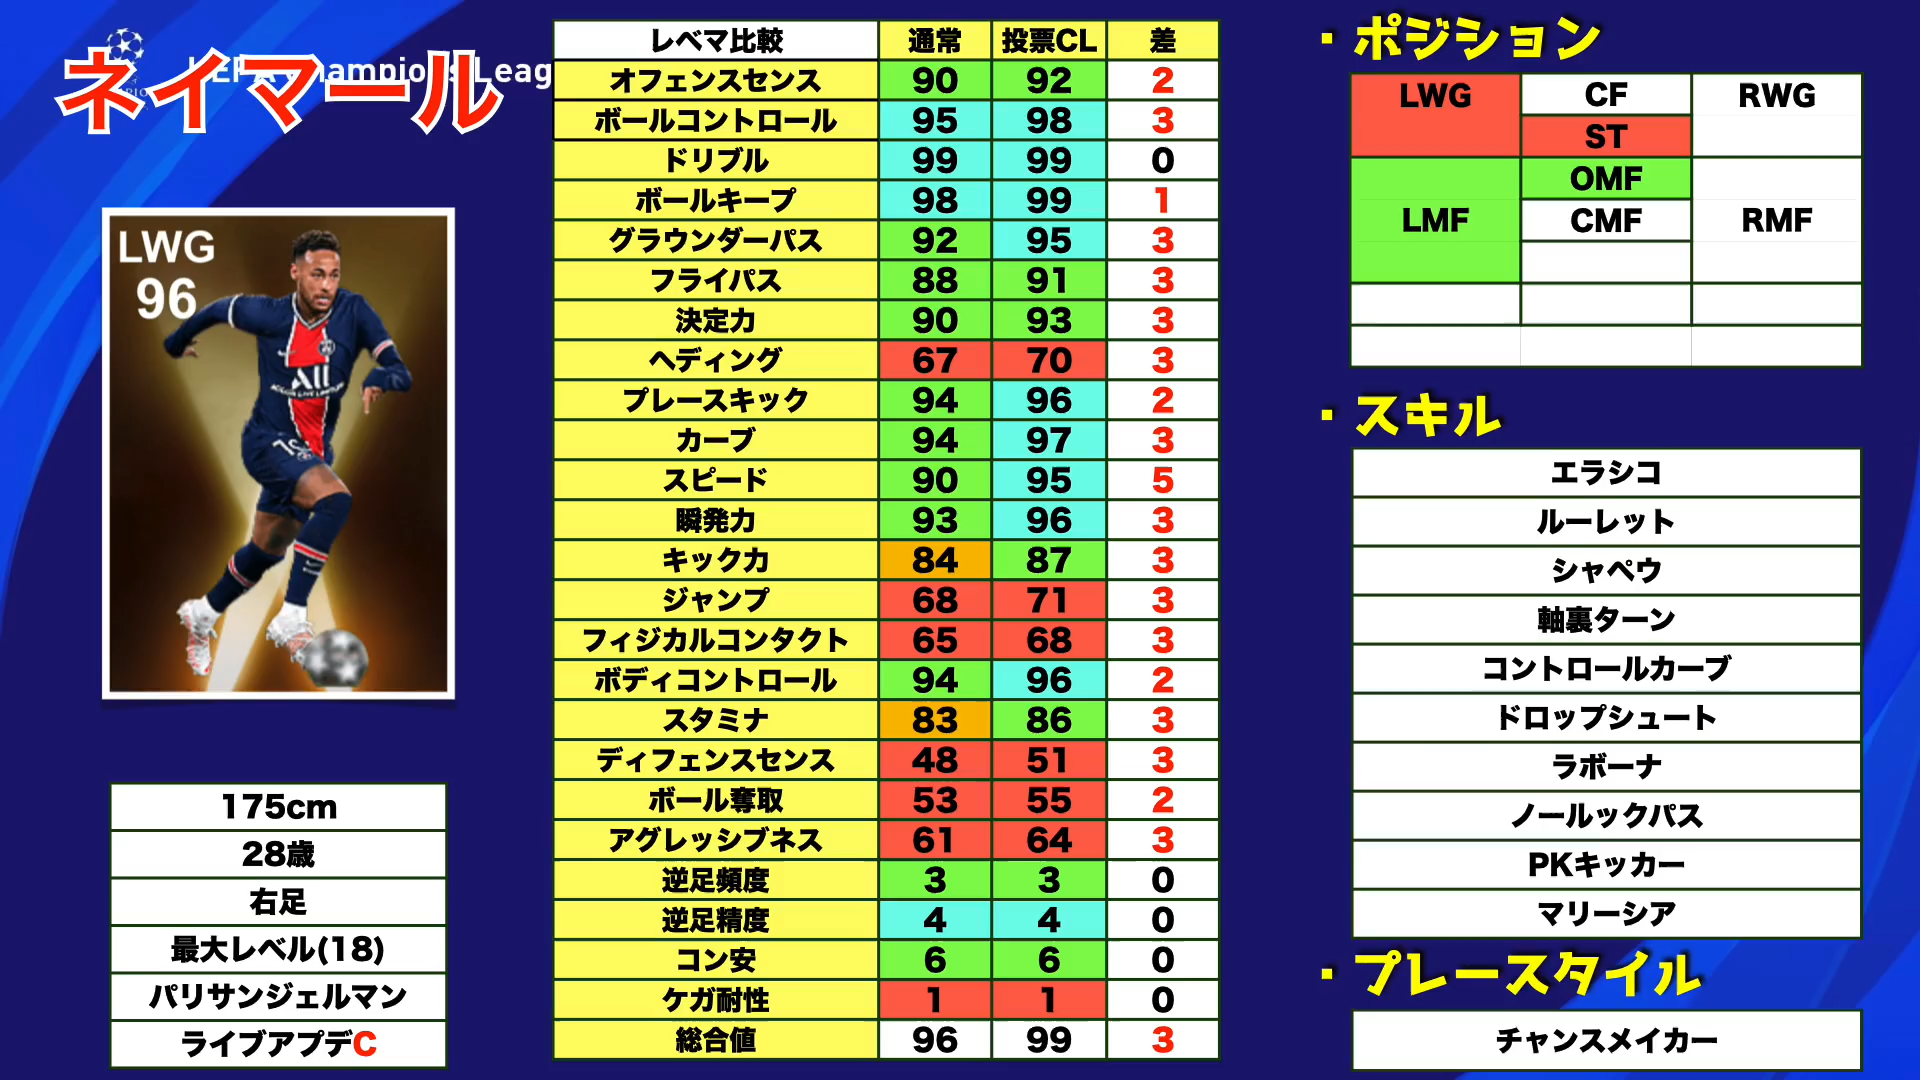 ネイマール
UEFA Champions Leag
LWG
96
175cm
28歳
右足
最大レベル(18)
パリサンジェルマン
ライブアプデC
レベマ比較 通常 投票CL 差
オフェンスセンス 90 92 2
ボールコントロール 95 98 3
ドリブル 99 99 0
ボールキープ 98 99 1
グラウンダーパス 92 95 3
フライパス 88 91 3
決定力 90 93 3
ヘディング 67 70 3
プレースキック 94 96 2
カーブ 94 97 3
スピード 90 95 5
瞬発力 93 96 3
キック力 84 87 3
ジャンプ 68 71 3
フィジカルコンタクト 65 68 3
ボディコントロール 94 96 2
スタミナ 83 86 3
ディフェンスセンス 48 51 3
ボール奪取 53 55 2
アグレッシブネス 61 64 3
逆足頻度 3 3 0
逆足精度 4 4 0
コン安 6 6 0
ケガ耐性 1 1 0
総合値 96 99 3
・ポジション
LWG CF RWG
ST
OMF
LMF CMF RMF
・スキル
エラシコ
ルーレット
シャペウ
軸裏ターン
コントロールカーブ
ドロップシュート
ラボーナ
ノールックパス
PKキッカー
マリーシア
・プレースタイル
チャンスメイカー